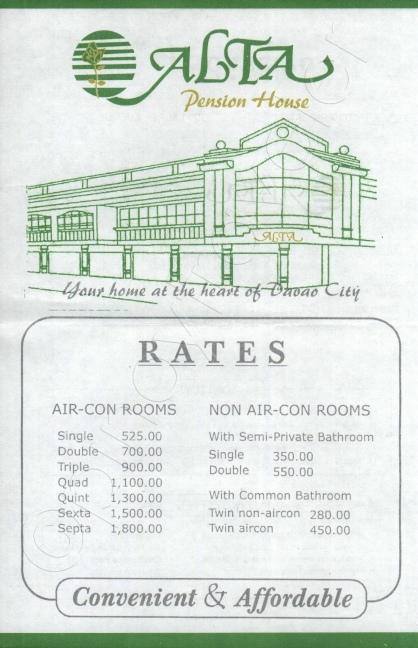 ALTA
Pension House
ALTA
Your home at the heart of Davao City
RATES
AIR-CON ROOMS
Single 525.00
Double 700.00
Triple 900.00
Quad 1,100.00
Quint 1,300.00
Sexta 1,500.00
Septa 1,800.00
NON AIR-CON ROOMS
With Semi-Private Bathroom
Single 350.00
Double 550.00
With Common Bathroom
Twin non-aircon 280.00
Twin aircon 450.00
Convenient & Affordable